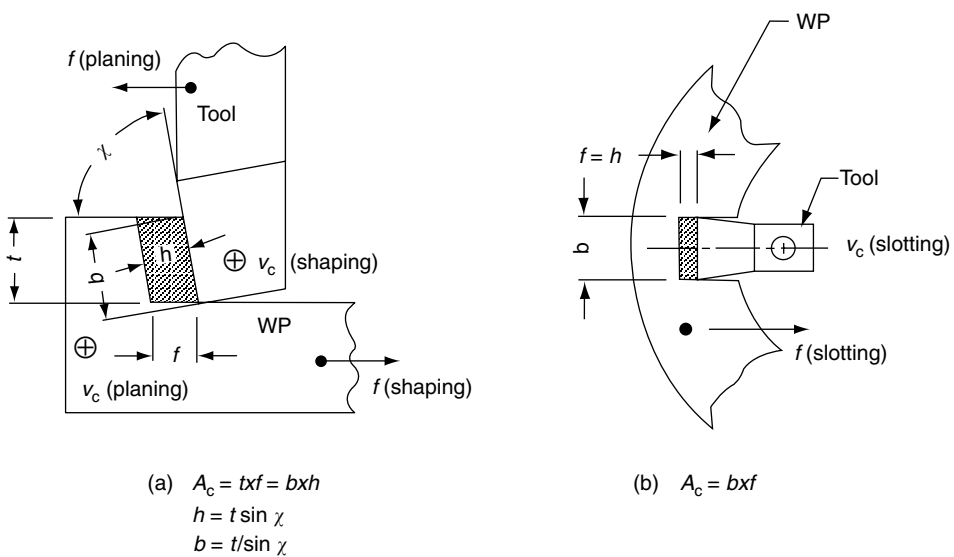 f (planing)
Tool
χ
t
b
h
v_c (shaping)
WP
f
v_c (planing)
f (shaping)
(a) A_c = txf = bxh
h = t sin χ
b = t/sin χ
WP
f = h
Tool
b
v_c (slotting)
f (slotting)
(b) A_c = bxf